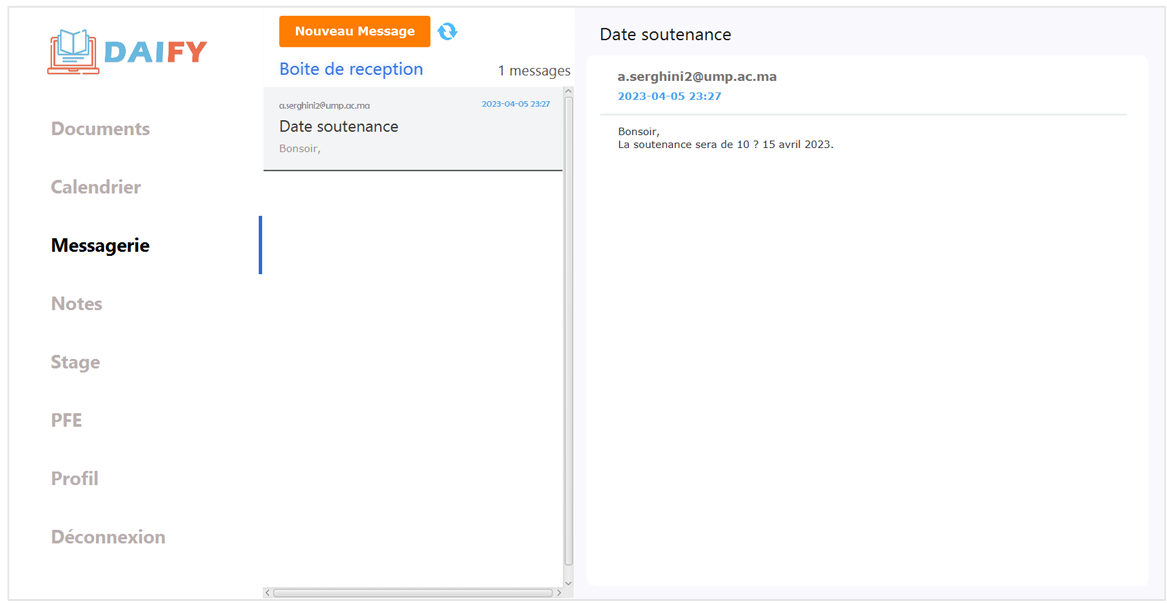 DAIFY
Documents
Calendrier
Messagerie
Notes
Stage
PFE
Profil
Déconnexion
Nouveau Message
Boite de reception
1 messages
a.serghini2@ump.ac.ma
2023-04-05 23:27
Date soutenance
Bonsoir,
Date soutenance
a.serghini2@ump.ac.ma
2023-04-05 23:27
Bonsoir,
La soutenance sera de 10 ? 15 avril 2023.